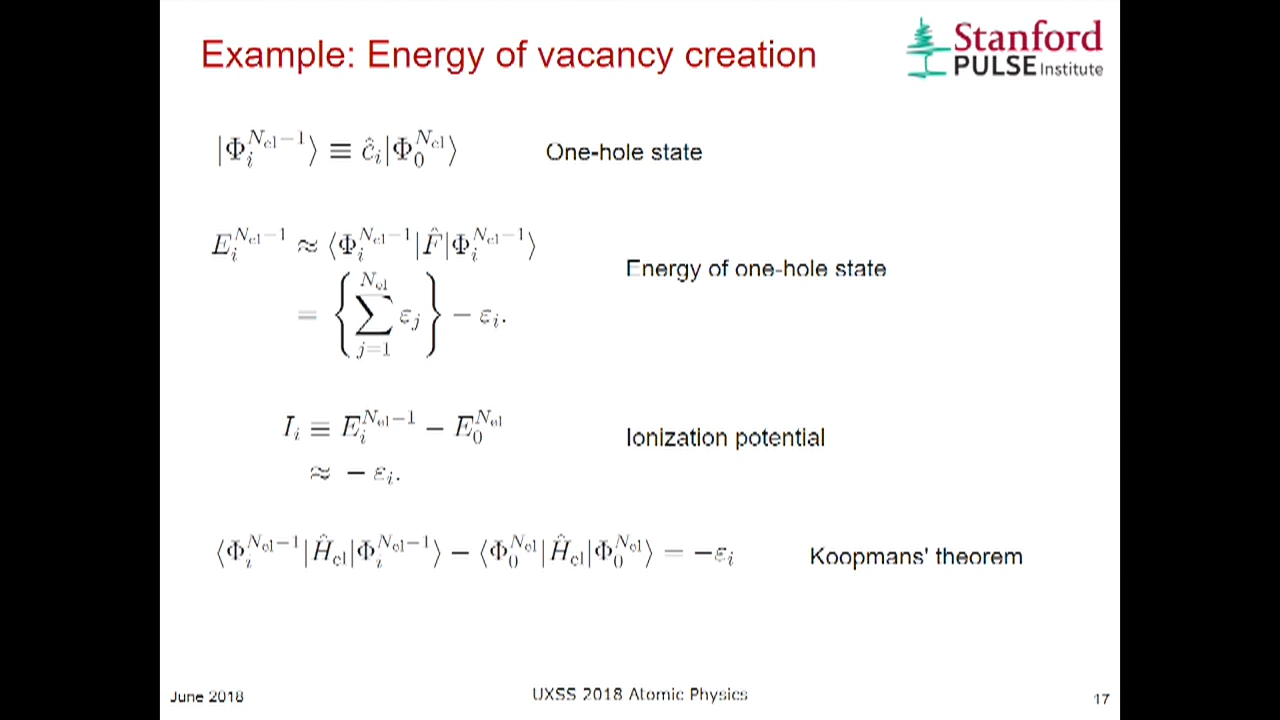 Example: Energy of vacancy creation
Stanford
PULSE Institute
|Φ_i^{N_el−1}⟩ ≡ ĉ_i|Φ_0^{N_el}⟩ One-hole state
E_i^{N_el−1} ≈ ⟨Φ_i^{N_el−1}|F̂|Φ_i^{N_el−1}⟩
Energy of one-hole state
= {∑_{j=1}^{N_el} ε_j} − ε_i.
I_i ≡ E_i^{N_el−1} − E_0^{N_el} Ionization potential
≈ − ε_i.
⟨Φ_i^{N_el−1}|Ĥ_el|Φ_i^{N_el−1}⟩ − ⟨Φ_0^{N_el}|Ĥ_el|Φ_0^{N_el}⟩ = −ε_i Koopmans' theorem
June 2018 UXSS 2018 Atomic Physics 17